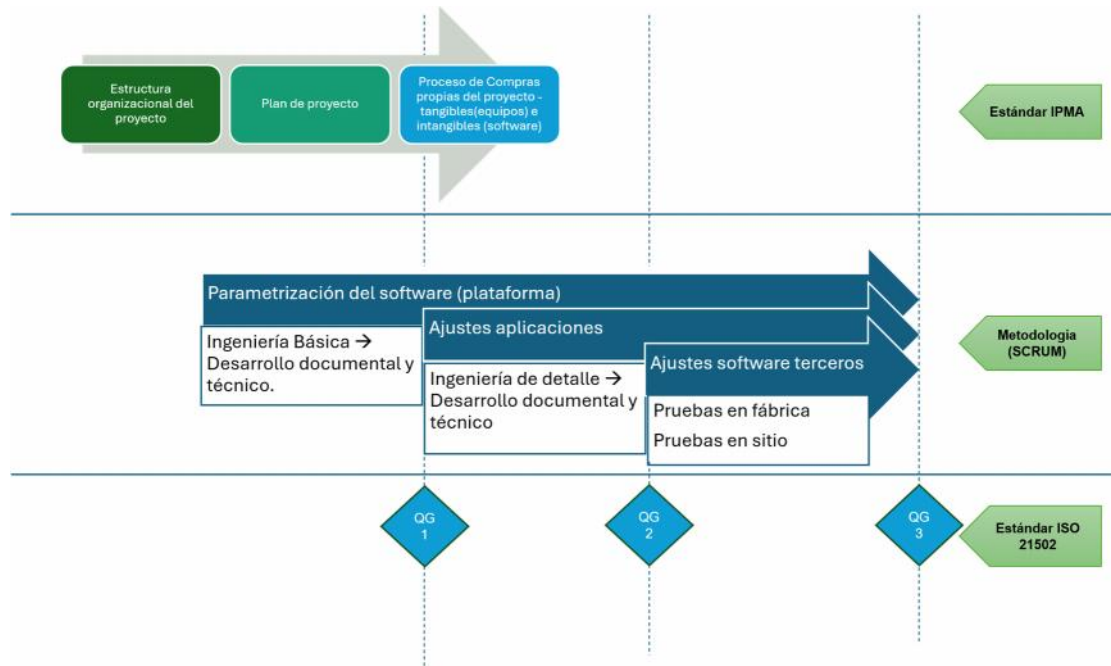 Estructura
organizacional del
proyecto
Plan de proyecto
Proceso de Compras
propias del proyecto -
tangibles(equipos) e
intangibles (software)
Estándar IPMA
Parametrización del software (plataforma)
Ingeniería Básica →
Desarrollo documental y
técnico.
Ajustes aplicaciones
Ingeniería de detalle →
Desarrollo documental y
técnico
Ajustes software terceros
Pruebas en fábrica
Pruebas en sitio
Metodologia
(SCRUM)
QG
1
QG
2
QG
3
Estándar ISO
21502